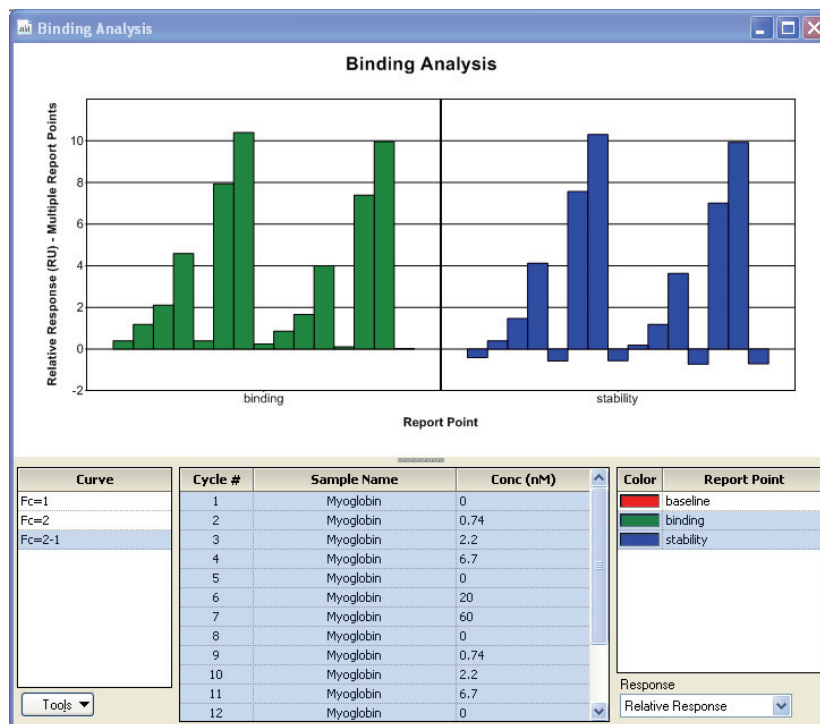 Binding Analysis
Binding Analysis
Relative Response (RU) - Multiple Report Points
10
8
6
4
2
0
-2
binding stability
Report Point
Curve
Fc=1
Fc=2
Fc=2-1
Tools
Cycle # Sample Name Conc (nM)
1 Myoglobin 0
2 Myoglobin 0.74
3 Myoglobin 2.2
4 Myoglobin 6.7
5 Myoglobin 0
6 Myoglobin 20
7 Myoglobin 60
8 Myoglobin 0
9 Myoglobin 0.74
10 Myoglobin 2.2
11 Myoglobin 6.7
12 Myoglobin 0
Color Report Point
baseline
binding
stability
Response
Relative Response